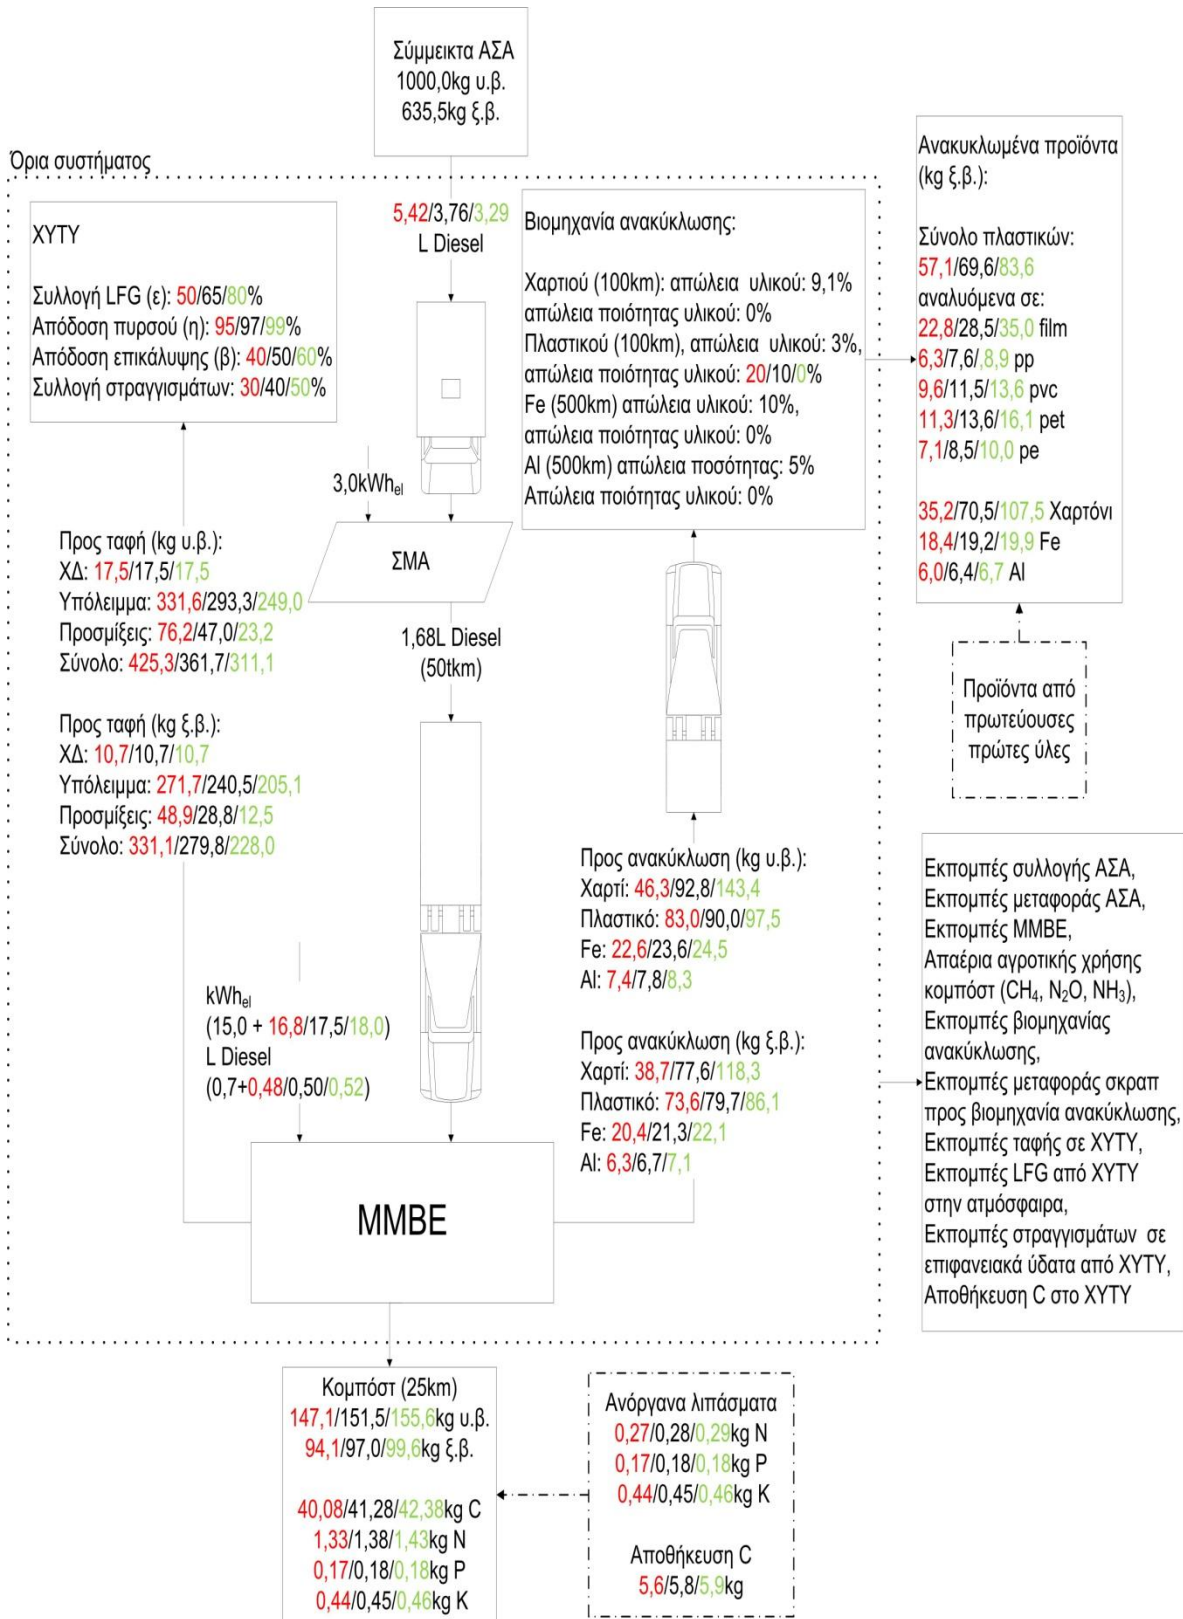 Σύμμεικτα ΑΣΑ
1000,0kg υ.β.
635,5kg ξ.β.
Όρια συστήματος
ΧΥΤΥ
Συλλογή LFG (ε): 50/65/80%
Απόδοση πυρσού (η): 95/97/99%
Απόδοση επικάλυψης (β): 40/50/60%
Συλλογή στραγγισμάτων: 30/40/50%
5,42/3,76/3,29
L Diesel
Βιομηχανία ανακύκλωσης:
Χαρτιού (100km): απώλεια υλικού: 9,1%
απώλεια ποιότητας υλικού: 0%
Πλαστικού (100km), απώλεια υλικού: 3%,
απώλεια ποιότητας υλικού: 20/10/0%
Fe (500km) απώλεια υλικού: 10%,
απώλεια ποιότητας υλικού: 0%
Al (500km) απώλεια ποσότητας: 5%
Απώλεια ποιότητας υλικού: 0%
Ανακυκλωμένα προϊόντα
(kg ξ.β.):
Σύνολο πλαστικών:
57,1/69,6/83,6
αναλυόμενα σε:
22,8/28,5/35,0 film
6,3/7,6/8,9 pp
9,6/11,5/13,6 pvc
11,3/13,6/16,1 pet
7,1/8,5/10,0 pe
35,2/70,5/107,5 Χαρτόνι
18,4/19,2/19,9 Fe
6,0/6,4/6,7 Al
Προϊόντα από
πρωτεύουσες
πρώτες ύλες
3,0kWhel
ΣΜΑ
1,68L Diesel
(50tkm)
Προς ταφή (kg υ.β.):
ΧΔ: 17,5/17,5/17,5
Υπόλειμμα: 331,6/293,3/249,0
Προσμίξεις: 76,2/47,0/23,2
Σύνολο: 425,3/361,7/311,1
Προς ταφή (kg ξ.β.):
ΧΔ: 10,7/10,7/10,7
Υπόλειμμα: 271,7/240,5/205,1
Προσμίξεις: 48,9/28,8/12,5
Σύνολο: 331,1/279,8/228,0
kWhel
(15,0 + 16,8/17,5/18,0)
L Diesel
(0,7+0,48/0,50/0,52)
Προς ανακύκλωση (kg υ.β.):
Χαρτί: 46,3/92,8/143,4
Πλαστικό: 83,0/90,0/97,5
Fe: 22,6/23,6/24,5
Al: 7,4/7,8/8,3
Προς ανακύκλωση (kg ξ.β.):
Χαρτί: 38,7/77,6/118,3
Πλαστικό: 73,6/79,7/86,1
Fe: 20,4/21,3/22,1
Al: 6,3/6,7/7,1
ΜΜΒΕ
Εκπομπές συλλογής ΑΣΑ,
Εκπομπές μεταφοράς ΑΣΑ,
Εκπομπές ΜΜΒΕ,
Απαέρια αγροτικής χρήσης
κομπόστ (CH₄, N₂O, NH₃),
Εκπομπές βιομηχανίας
ανακύκλωσης,
Εκπομπές μεταφοράς σκραπ
προς βιομηχανία ανακύκλωσης,
Εκπομπές ταφής σε ΧΥΤΥ,
Εκπομπές LFG από ΧΥΤΥ
στην ατμόσφαιρα,
Εκπομπές στραγγισμάτων σε
επιφανειακά ύδατα από ΧΥΤΥ,
Αποθήκευση C στο ΧΥΤΥ
Κομπόστ (25km)
147,1/151,5/155,6kg υ.β.
94,1/97,0/99,6kg ξ.β.
40,08/41,28/42,38kg C
1,33/1,38/1,43kg N
0,17/0,18/0,18kg P
0,44/0,45/0,46kg K
Ανόργανα λιπάσματα
0,27/0,28/0,29kg N
0,17/0,18/0,18kg P
0,44/0,45/0,46kg K
Αποθήκευση C
5,6/5,8/5,9kg